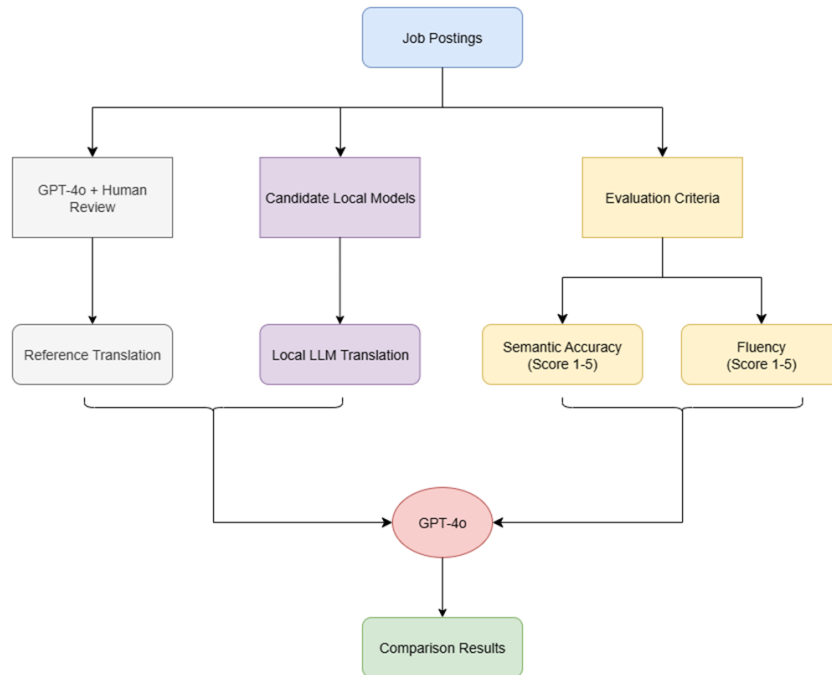 Job Postings
GPT-4o + Human
Review
Candidate Local Models
Evaluation Criteria
Reference Translation
Local LLM Translation
Semantic Accuracy
(Score 1-5)
Fluency
(Score 1-5)
GPT-4o
Comparison Results